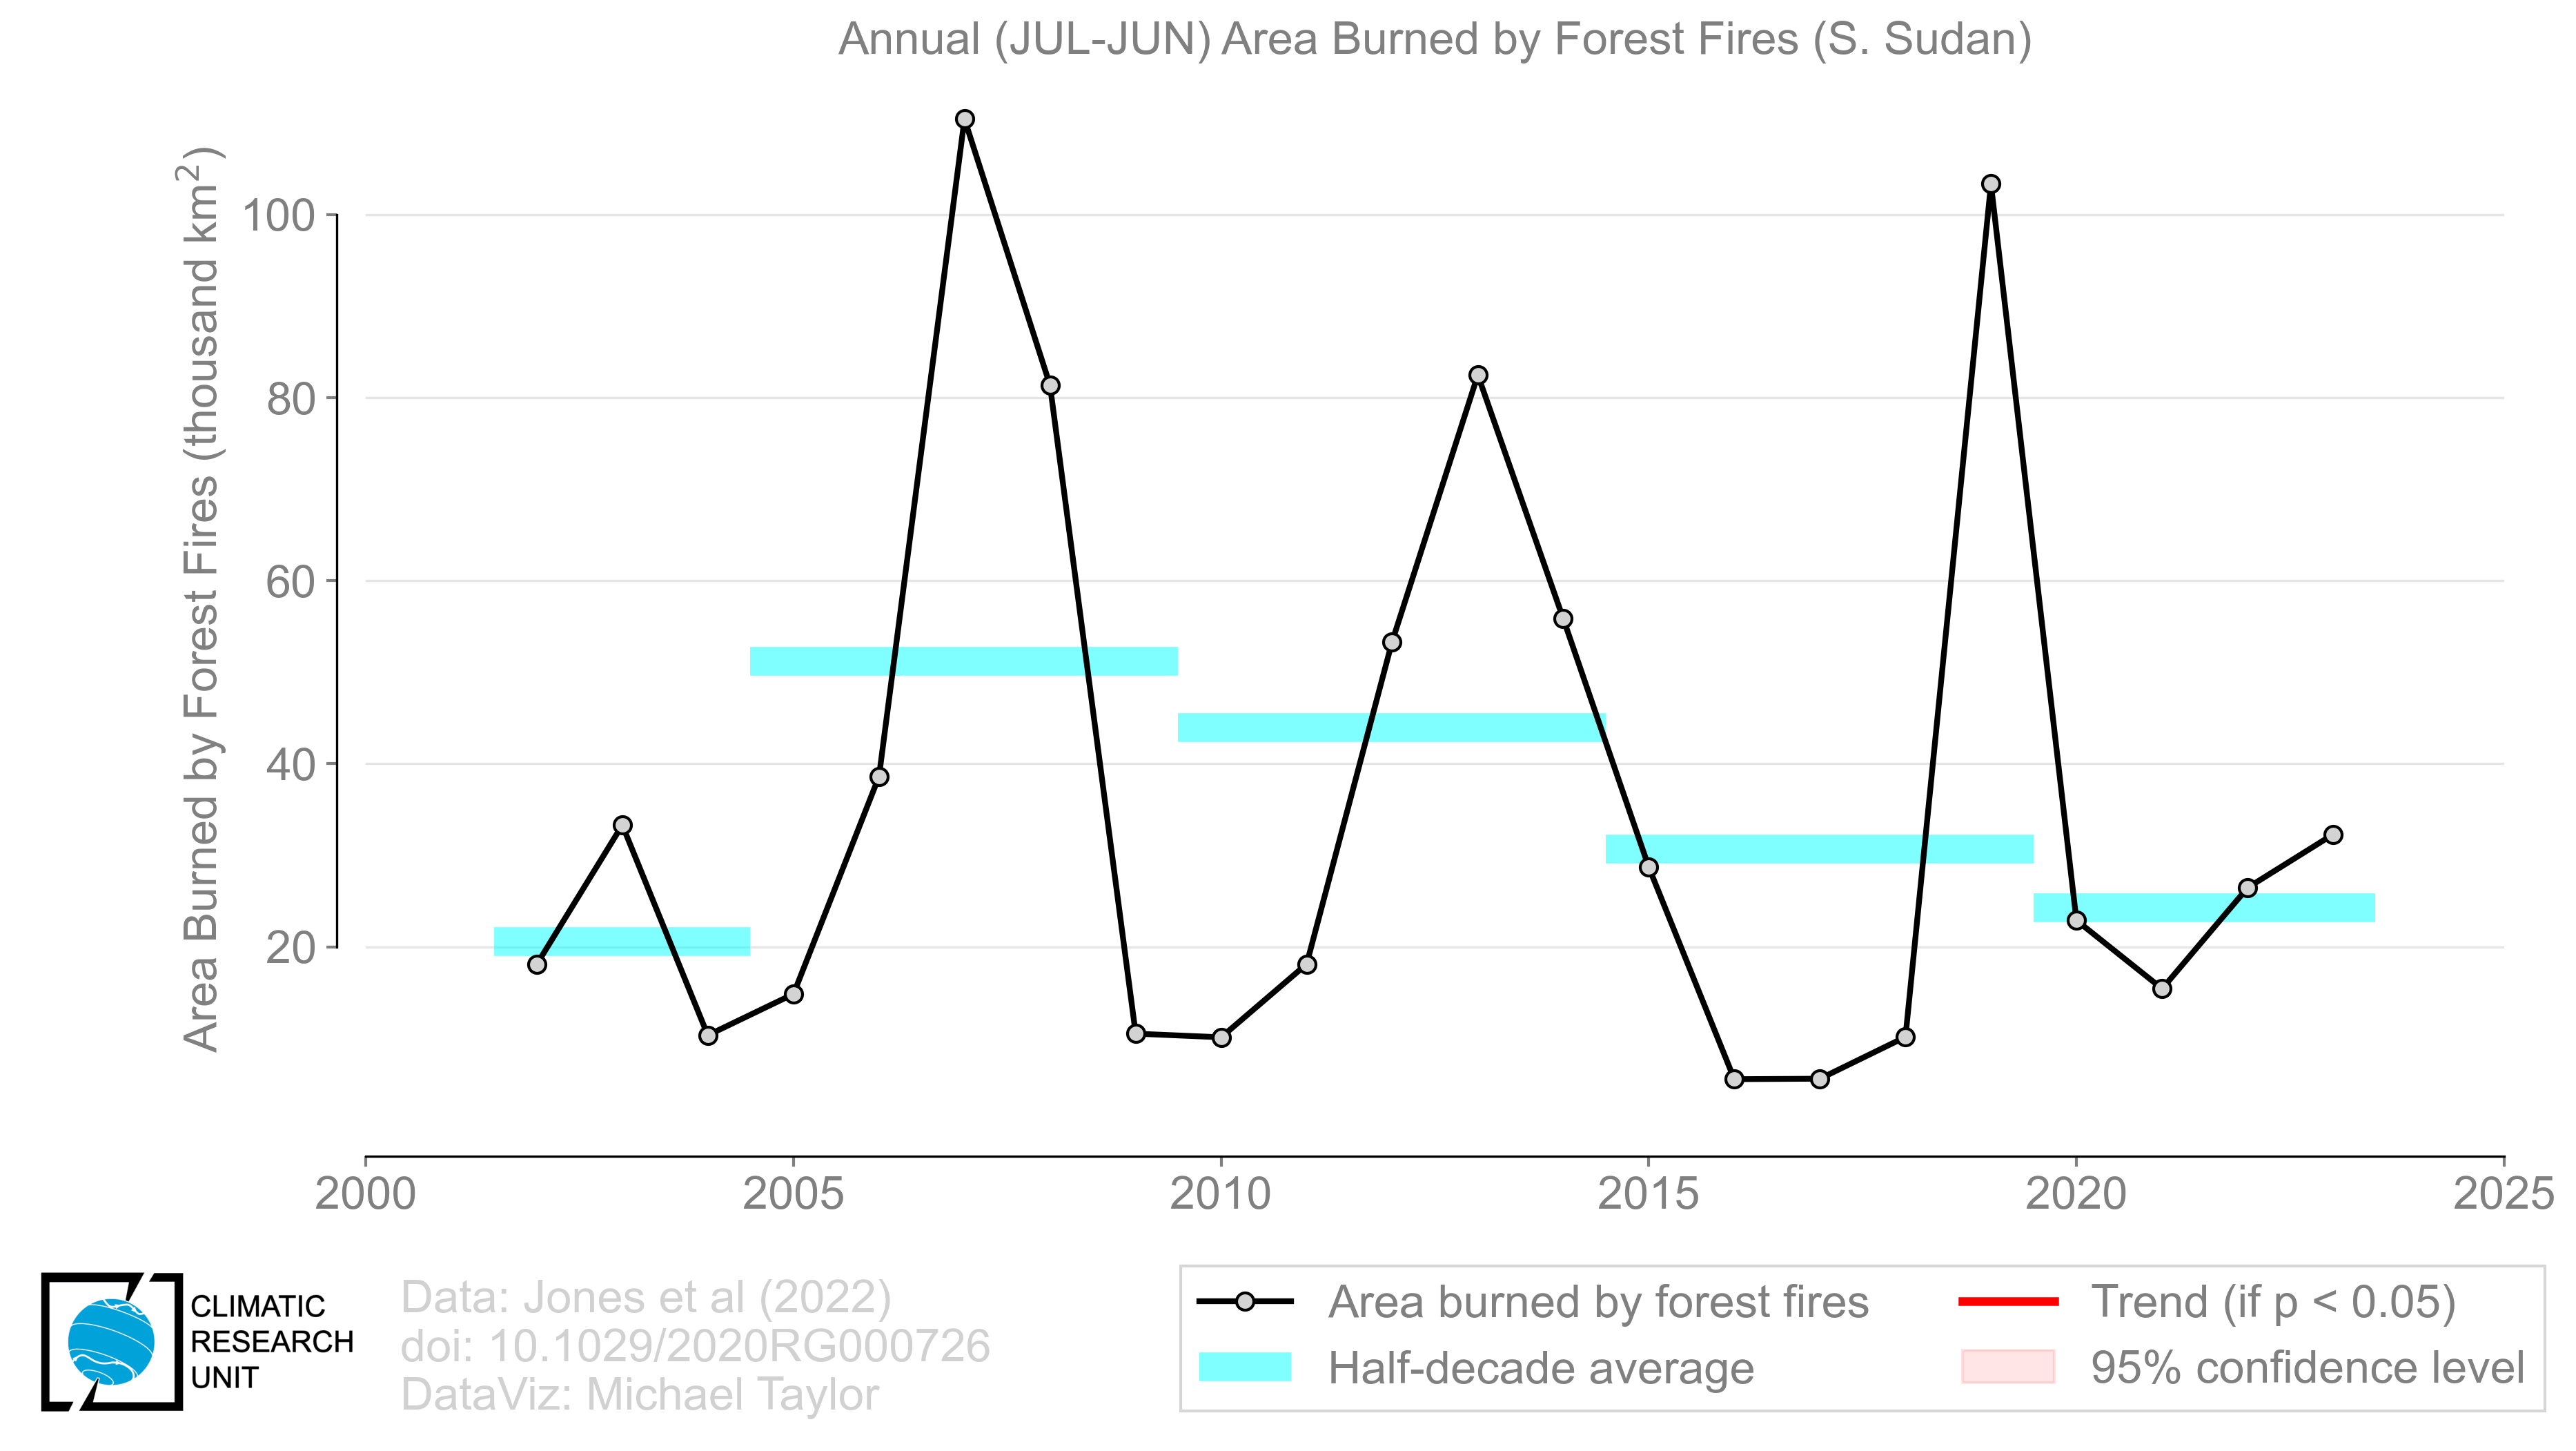 Annual (JUL-JUN) Area Burned by Forest Fires (S. Sudan)
Area Burned by Forest Fires (thousand km²)
100
80
60
40
20
2000
2005
2010
2015
2020
2025
CLIMATIC
RESEARCH
UNIT
Data: Jones et al (2022)
doi: 10.1029/2020RG000726
DataViz: Michael Taylor
Area burned by forest fires
Half-decade average
Trend (if p < 0.05)
95% confidence level